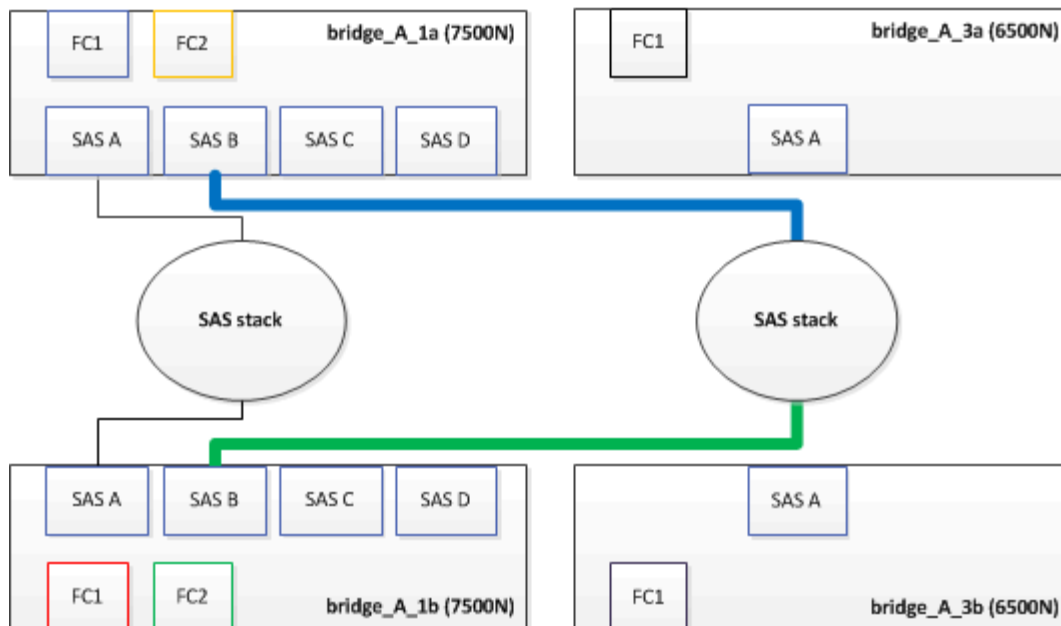 FC1
FC2
bridge_A_1a (7500N)
SAS A
SAS B
SAS C
SAS D
FC1
bridge_A_3a (6500N)
SAS A
SAS stack
SAS stack
SAS A
SAS B
SAS C
SAS D
FC1
FC2
bridge_A_1b (7500N)
SAS A
FC1
bridge_A_3b (6500N)